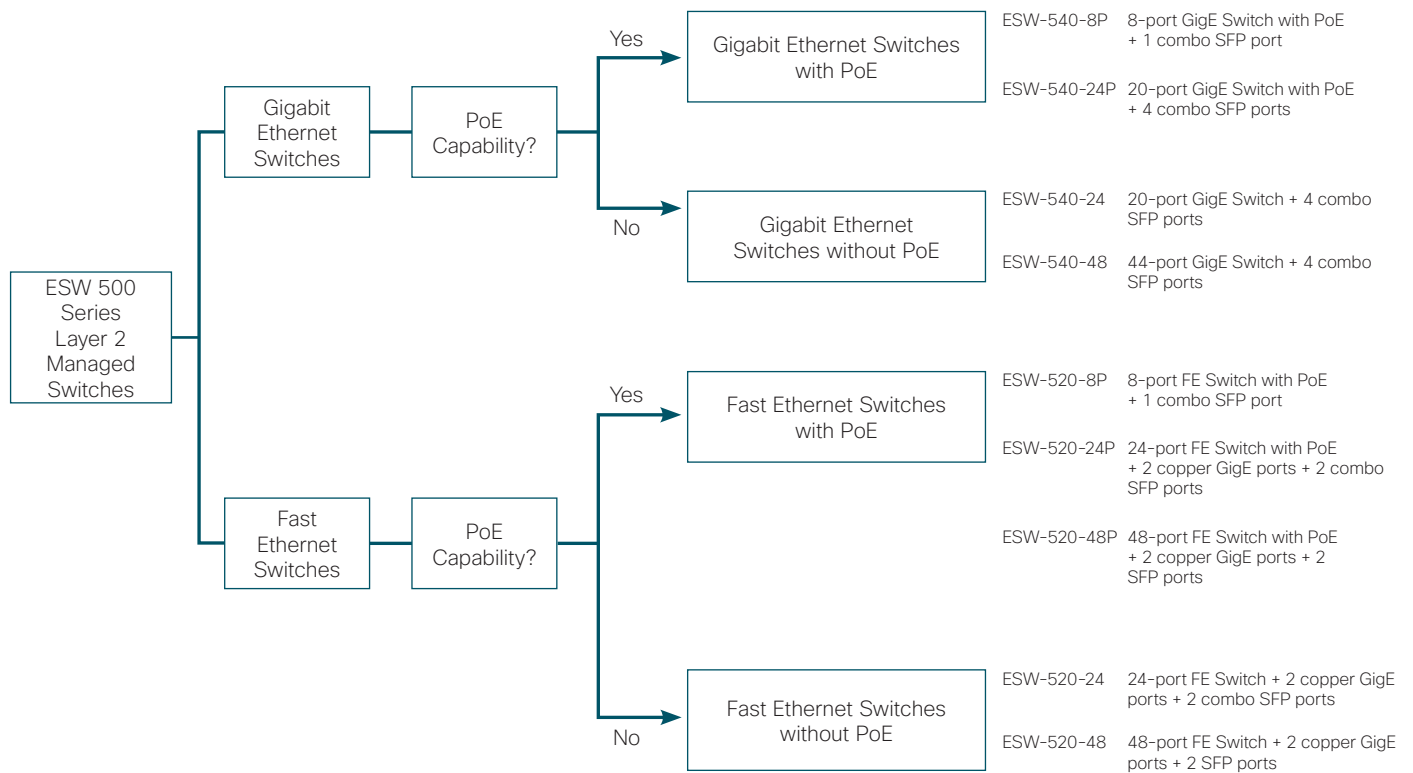 ESW 500
Series
Layer 2
Managed
Switches
Gigabit
Ethernet
Switches
PoE
Capability?
Yes
Gigabit Ethernet Switches
with PoE
ESW-540-8P 8-port GigE Switch with PoE
+ 1 combo SFP port
ESW-540-24P 20-port GigE Switch with PoE
+ 4 combo SFP ports
No
Gigabit Ethernet
Switches without PoE
ESW-540-24 20-port GigE Switch + 4 combo
SFP ports
ESW-540-48 44-port GigE Switch + 4 combo
SFP ports
Fast
Ethernet
Switches
PoE
Capability?
Yes
Fast Ethernet Switches
with PoE
ESW-520-8P 8-port FE Switch with PoE
+ 1 combo SFP port
ESW-520-24P 24-port FE Switch with PoE
+ 2 copper GigE ports + 2 combo
SFP ports
ESW-520-48P 48-port FE Switch with PoE
+ 2 copper GigE ports + 2
SFP ports
No
Fast Ethernet Switches
without PoE
ESW-520-24 24-port FE Switch + 2 copper GigE
ports + 2 combo SFP ports
ESW-520-48 48-port FE Switch + 2 copper GigE
ports + 2 SFP ports